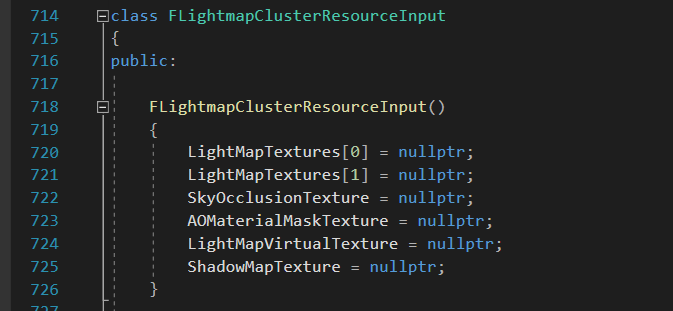 714 class FLightmapClusterResourceInput
715 {
716 public:
717
718 FLightmapClusterResourceInput()
719 {
720 LightMapTextures[0] = nullptr;
721 LightMapTextures[1] = nullptr;
722 SkyOcclusionTexture = nullptr;
723 AOMaterialMaskTexture = nullptr;
724 LightMapVirtualTexture = nullptr;
725 ShadowMapTexture = nullptr;
726 }
727